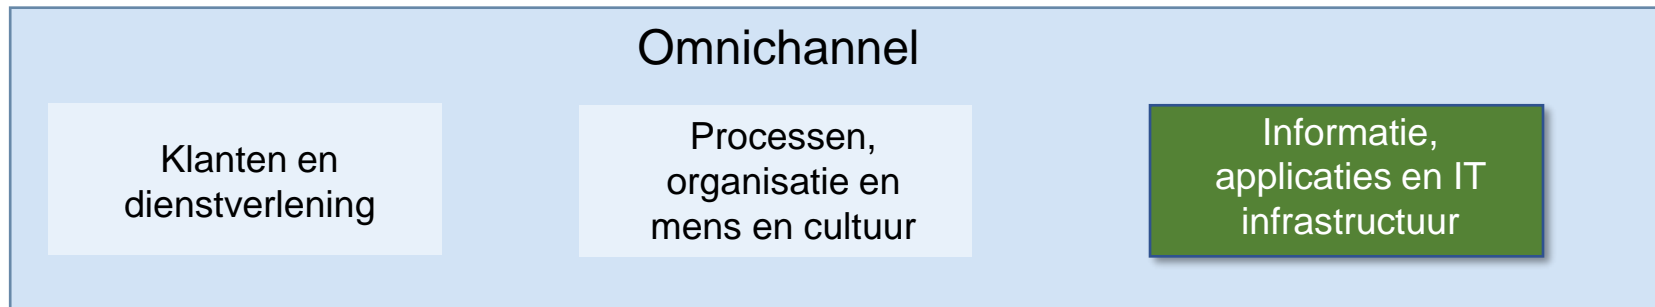 Omnichannel
Klanten en
dienstverlening
Processen,
organisatie en
mens en cultuur
Informatie,
applicaties en IT
infrastructuur